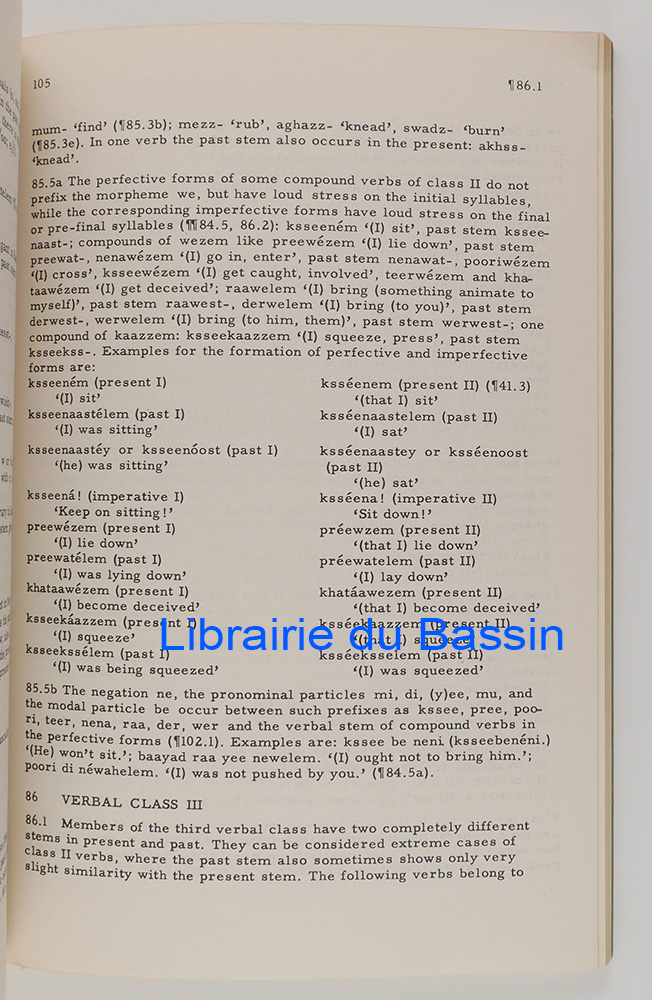 105 ¶86.1
mum- ‘find’ (¶85.3b); mezz- ‘rub’, aghazz- ‘knead’, swadz- ‘burn’
(¶85.3e). In one verb the past stem also occurs in the present: akhss-
‘knead’.
85.5a The perfective forms of some compound verbs of class II do not
prefix the morpheme we, but have loud stress on the initial syllables,
while the corresponding imperfective forms have loud stress on the final
or pre-final syllables (¶¶84.5, 86.2): ksseeném ‘(I) sit’, past stem kssee-
naast-; compounds of wezem like preewézem ‘(I) lie down’, past stem
preewat-, nenawézem ‘(I) go in, enter’, past stem nenawat-, pooriwézem
‘(I) cross’, ksseewézem ‘(I) get caught, involved’, teerwézem and kha-
taawézem ‘(I) get deceived’; raawelem ‘(I) bring (something animate to
myself)’, past stem raawest-, derwelem ‘(I) bring (to you)’, past stem
derwest-, werwelem ‘(I) bring (to him, them)’, past stem werwest-; one
compound of kaazzem: ksseekaazzem ‘(I) squeeze, press’, past stem
ksseekss-. Examples for the formation of perfective and imperfective
forms are:
ksseeném (present I) ksséenem (present II) (¶41.3)
‘(I) sit’ ‘(that I) sit’
ksseenaastélem (past I) ksséenaastelem (past II)
‘(I) was sitting’ ‘(I) sat’
ksseenaastéy or ksseenóost (past I) ksséenaastey or ksséenoost
(past II)
‘(he) was sitting’ ‘(he) sat’
ksseená! (imperative I) ksséena! (imperative II)
‘Keep on sitting!’ ‘Sit down!’
preewézem (present I) préewzem (present II)
‘(I) lie down’ ‘(that I) lie down’
preewatélem (past I) préewatelem (past II)
‘(I) was lying down’ ‘(I) lay down’
khataawézem (present I) khatáawezem (present II)
‘(I) become deceived’ ‘(that I) become deceived’
ksseekáazzem (present I) ksséekaazzem (present II)
‘(I) squeeze’ ‘(that I) squeeze’
Librairie du Bassin
ksseekssélem (past I) ksséeksselem (past II)
‘(I) was being squeezed’ ‘(I) was squeezed’
85.5b The negation ne, the pronominal particles mi, di, (y)ee, mu, and
the modal particle be occur between such prefixes as kssee, pree, poo-
ri, teer, nena, raa, der, wer and the verbal stem of compound verbs in
the perfective forms (¶102.1). Examples are: kssee be neni (ksseebenéni.)
‘(He) won’t sit.’; baayad raa yee newelem. ‘(I) ought not to bring him.’;
poori di néwahelem. ‘(I) was not pushed by you.’ (¶84.5a).
86 VERBAL CLASS III
86.1 Members of the third verbal class have two completely different
stems in present and past. They can be considered extreme cases of
class II verbs, where the past stem also sometimes shows only very
slight similarity with the present stem. The following verbs belong to